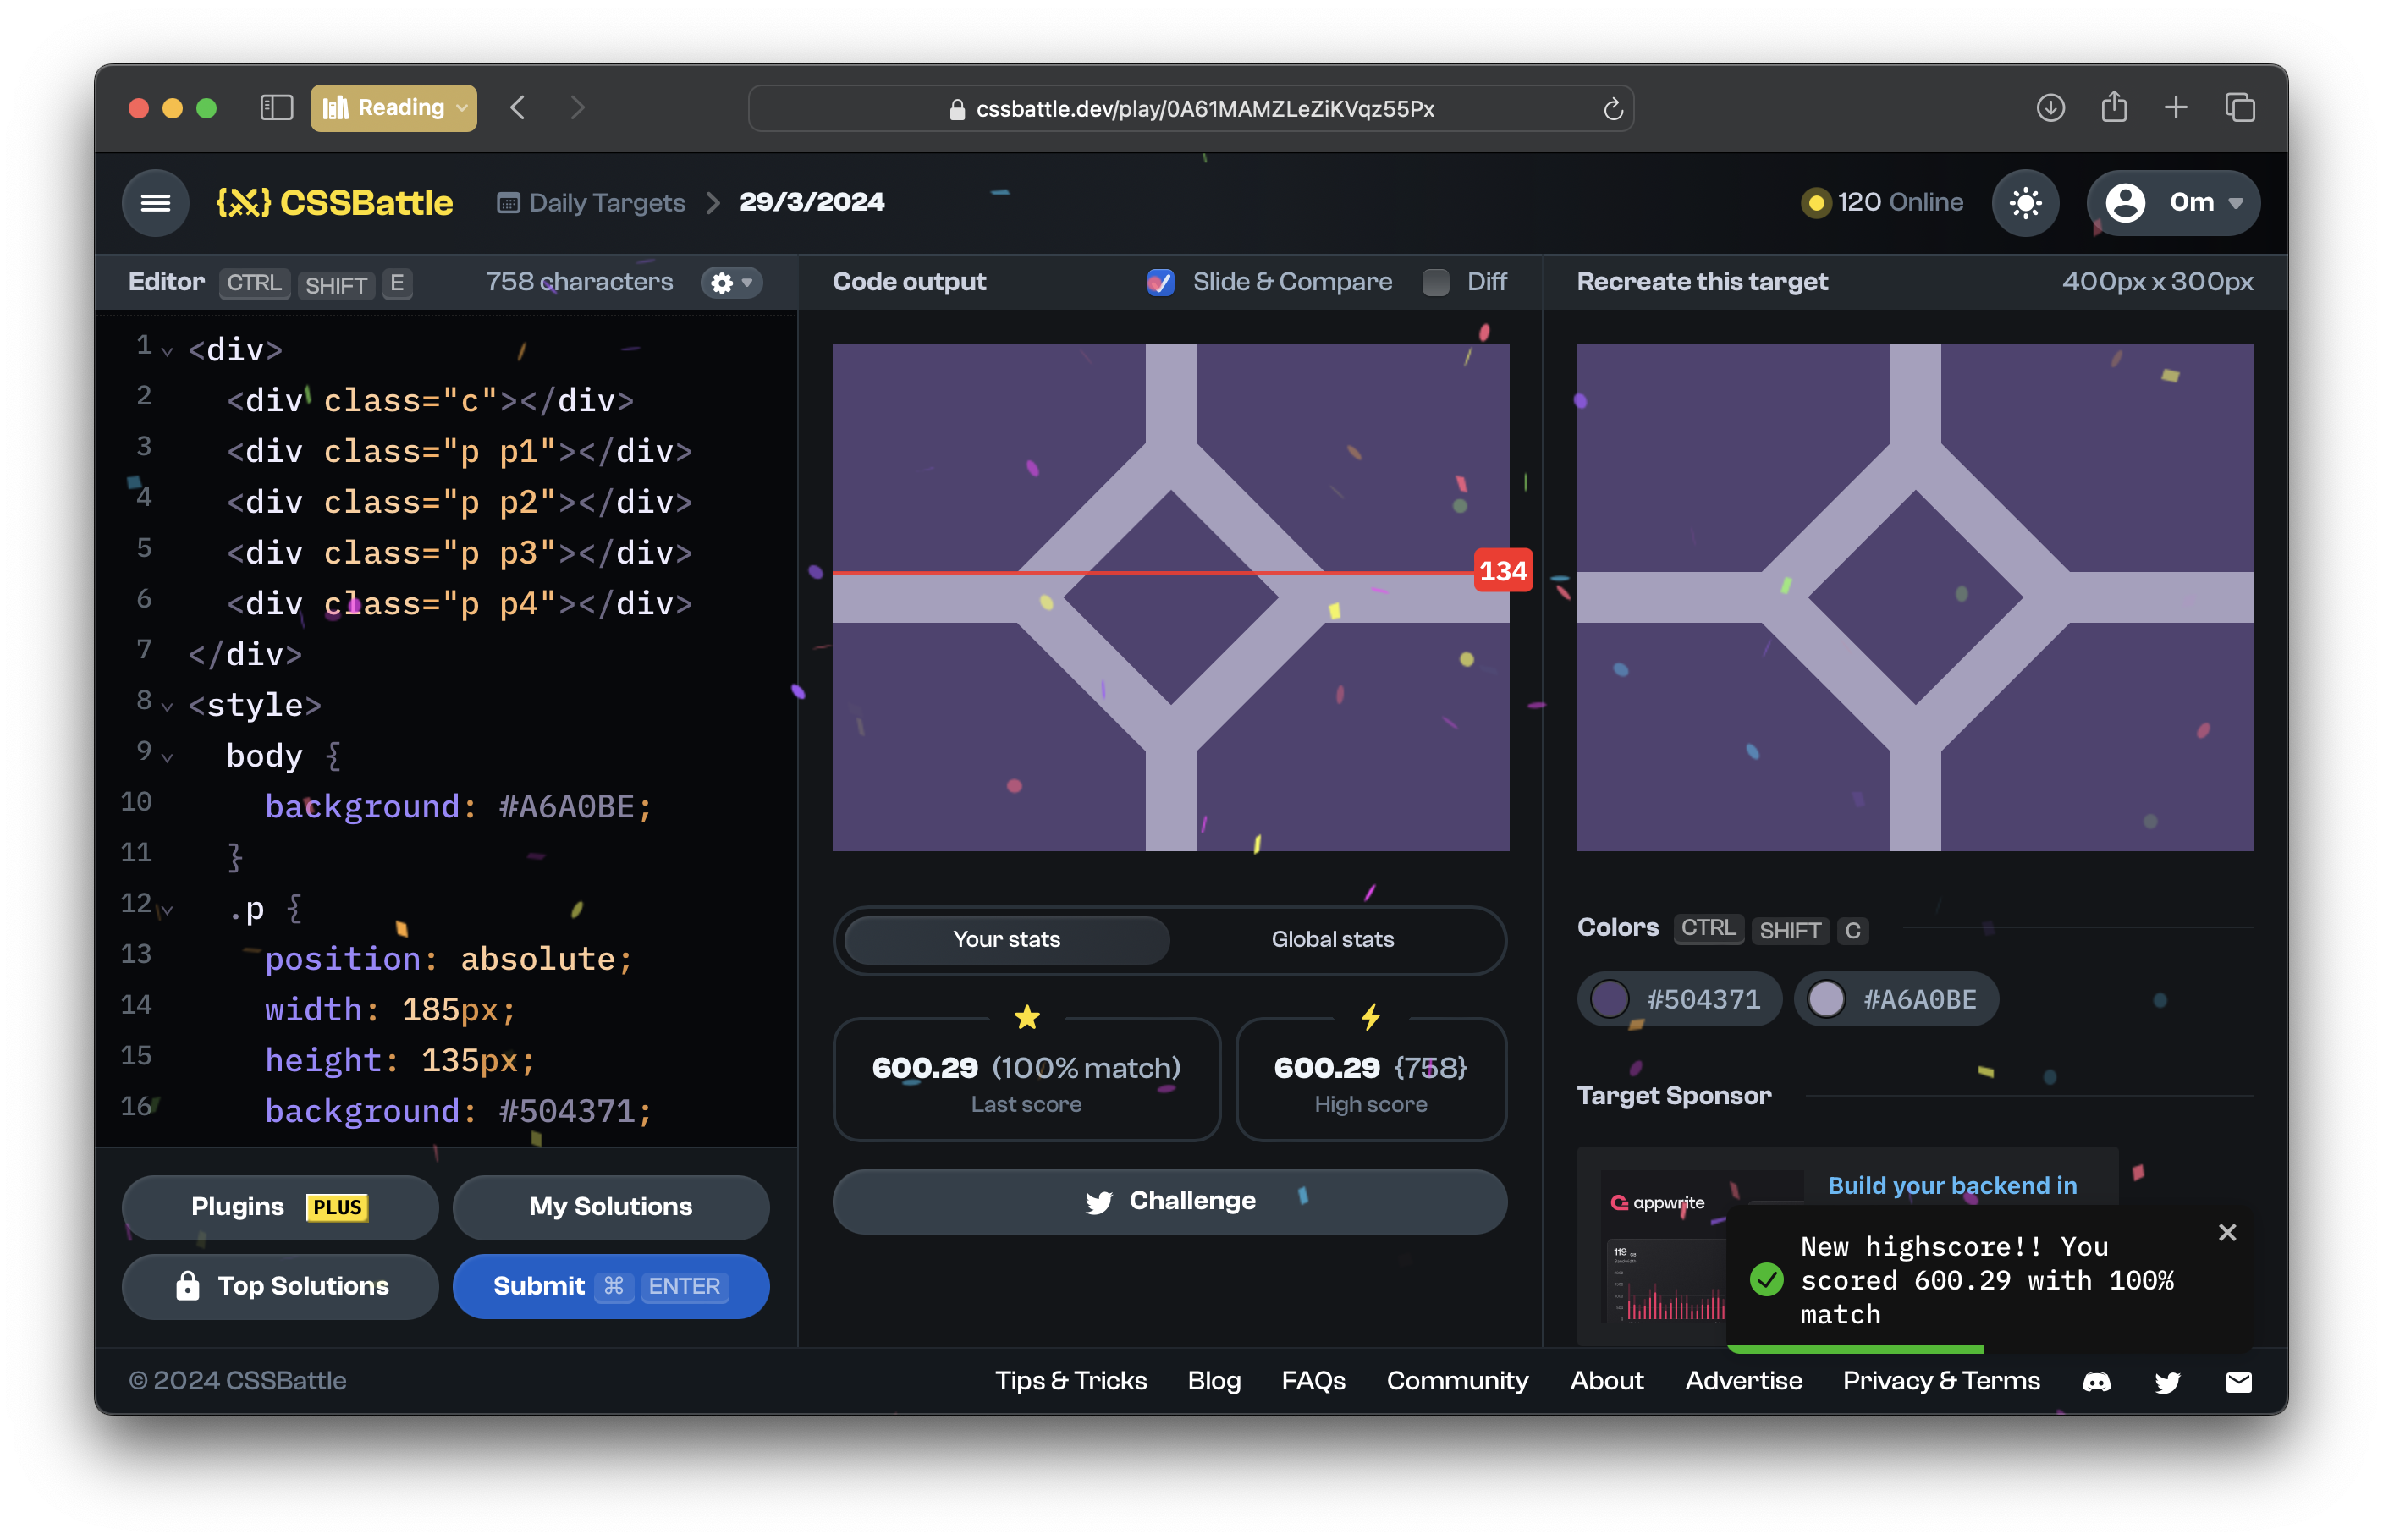 Reading
cssbattle.dev/play/0A61MAMZLeZiKVqz55Px
{X} CSSBattle
Daily Targets > 29/3/2024
120 Online
0m
Editor CTRL SHIFT E 758 characters
1 <div>
2 <div class="c"></div>
3 <div class="p p1"></div>
4 <div class="p p2"></div>
5 <div class="p p3"></div>
6 <div class="p p4"></div>
7 </div>
8 <style>
9 body {
10 background: #A6A0BE;
11 }
12 .p {
13 position: absolute;
14 width: 185px;
15 height: 135px;
16 background: #504371;
Plugins PLUS
My Solutions
Top Solutions
Submit ⌘ ENTER
Code output
Slide & Compare
Diff
134
Your stats
Global stats
600.29 (100% match)
Last score
600.29 {758}
High score
Challenge
Recreate this target
400px x 300px
Colors CTRL SHIFT C
#504371
#A6A0BE
Target Sponsor
appwrite
119
Build your backend in
New highscore!! You
scored 600.29 with 100%
match
© 2024 CSSBattle
Tips & Tricks
Blog
FAQs
Community
About
Advertise
Privacy & Terms